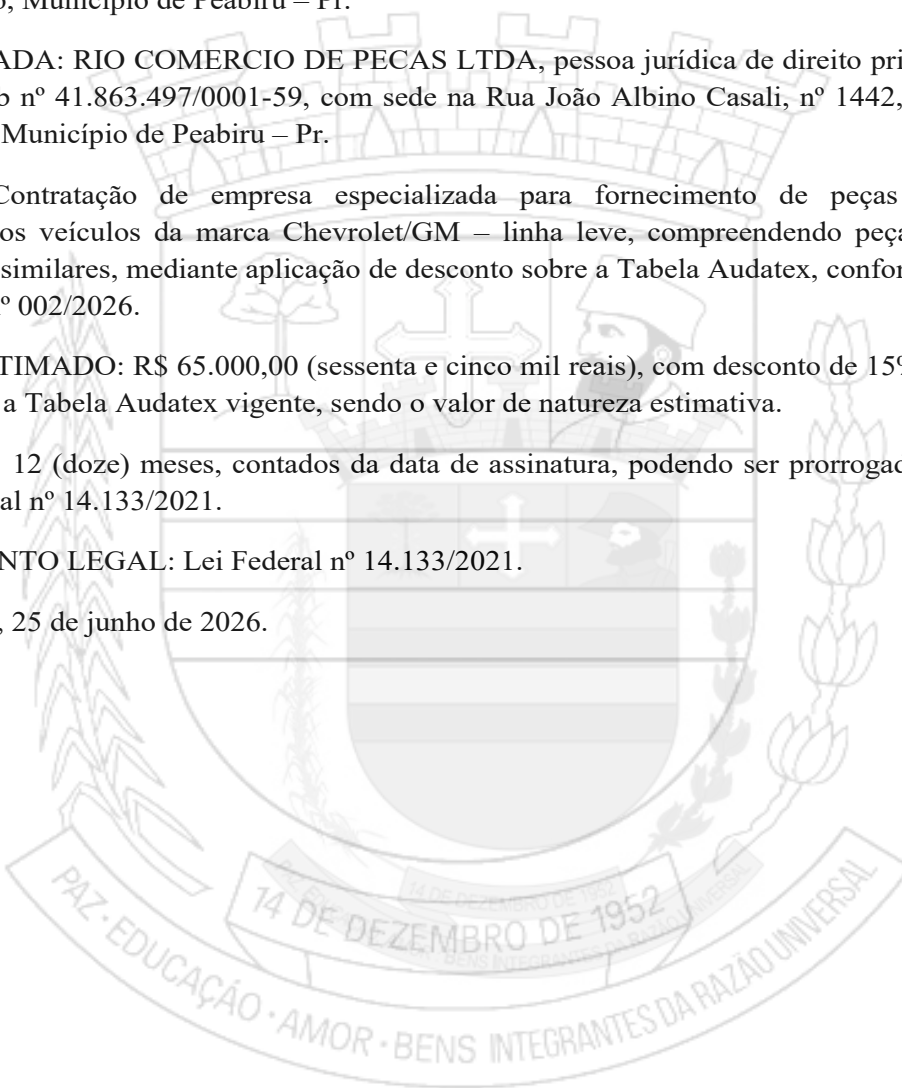 o, Município de Peabiru – Pr.
ADA: RIO COMERCIO DE PECAS LTDA, pessoa jurídica de direito pri
o nº 41.863.497/0001-59, com sede na Rua João Albino Casali, nº 1442,
Município de Peabiru – Pr.
Contratação de empresa especializada para fornecimento de peças
os veículos da marca Chevrolet/GM – linha leve, compreendendo peça
similares, mediante aplicação de desconto sobre a Tabela Audatex, confor
º 002/2026.
TIMADO: R$ 65.000,00 (sessenta e cinco mil reais), com desconto de 15%
a Tabela Audatex vigente, sendo o valor de natureza estimativa.
12 (doze) meses, contados da data de assinatura, podendo ser prorrogad
al nº 14.133/2021.
NTO LEGAL: Lei Federal nº 14.133/2021.
, 25 de junho de 2026.
14 DE DEZEMBRO DE 1952
14 DE DEZEMBRO DE 1952
PAZ · EDUCAÇÃO · AMOR · BENS INTEGRANTES DA RAZÃO UNIVERSAL